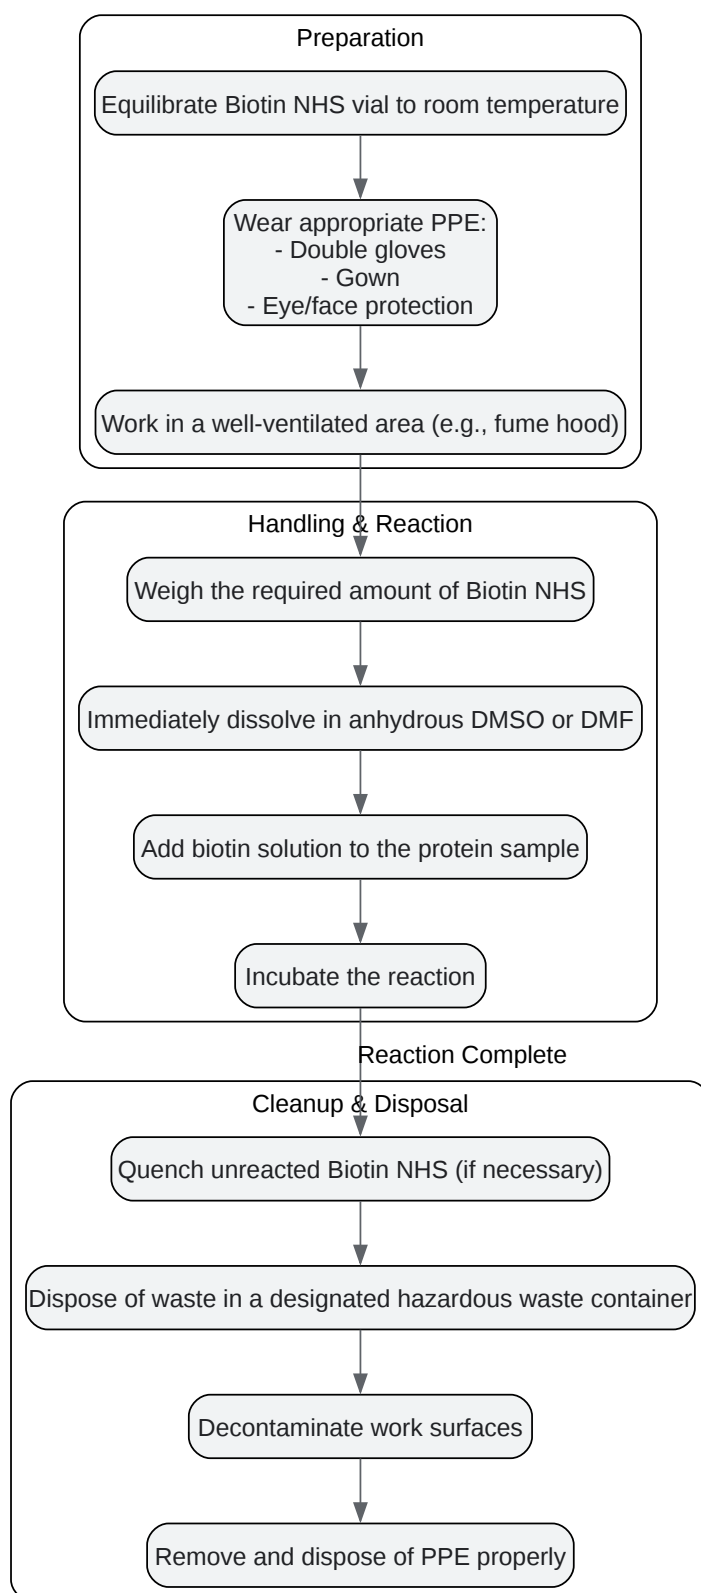 Preparation
Equilibrate Biotin NHS vial to room temperature
Wear appropriate PPE:
- Double gloves
- Gown
- Eye/face protection
Work in a well-ventilated area (e.g., fume hood)
Handling & Reaction
Weigh the required amount of Biotin NHS
Immediately dissolve in anhydrous DMSO or DMF
Add biotin solution to the protein sample
Incubate the reaction
Reaction Complete
Cleanup & Disposal
Quench unreacted Biotin NHS (if necessary)
Dispose of waste in a designated hazardous waste container
Decontaminate work surfaces
Remove and dispose of PPE properly